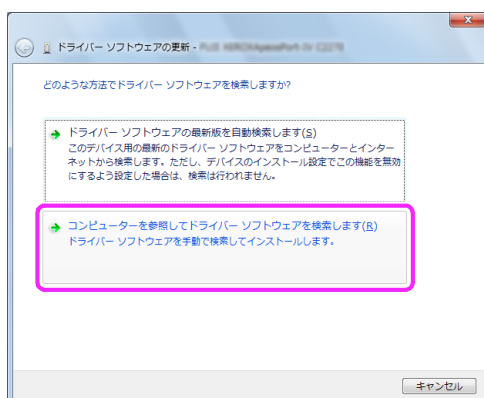 ドライバー ソフトウェアの更新 -
どのような方法でドライバー ソフトウェアを検索しますか?
ドライバー ソフトウェアの最新版を自動検索します(S)
このデバイス用の最新のドライバー ソフトウェアをコンピューターとインター
ネットから検索します。ただし、デバイスのインストール設定でこの機能を無効
にするよう設定した場合は、検索は行われません。
コンピューターを参照してドライバー ソフトウェアを検索します(R)
ドライバー ソフトウェアを手動で検索してインストールします。
キャンセル